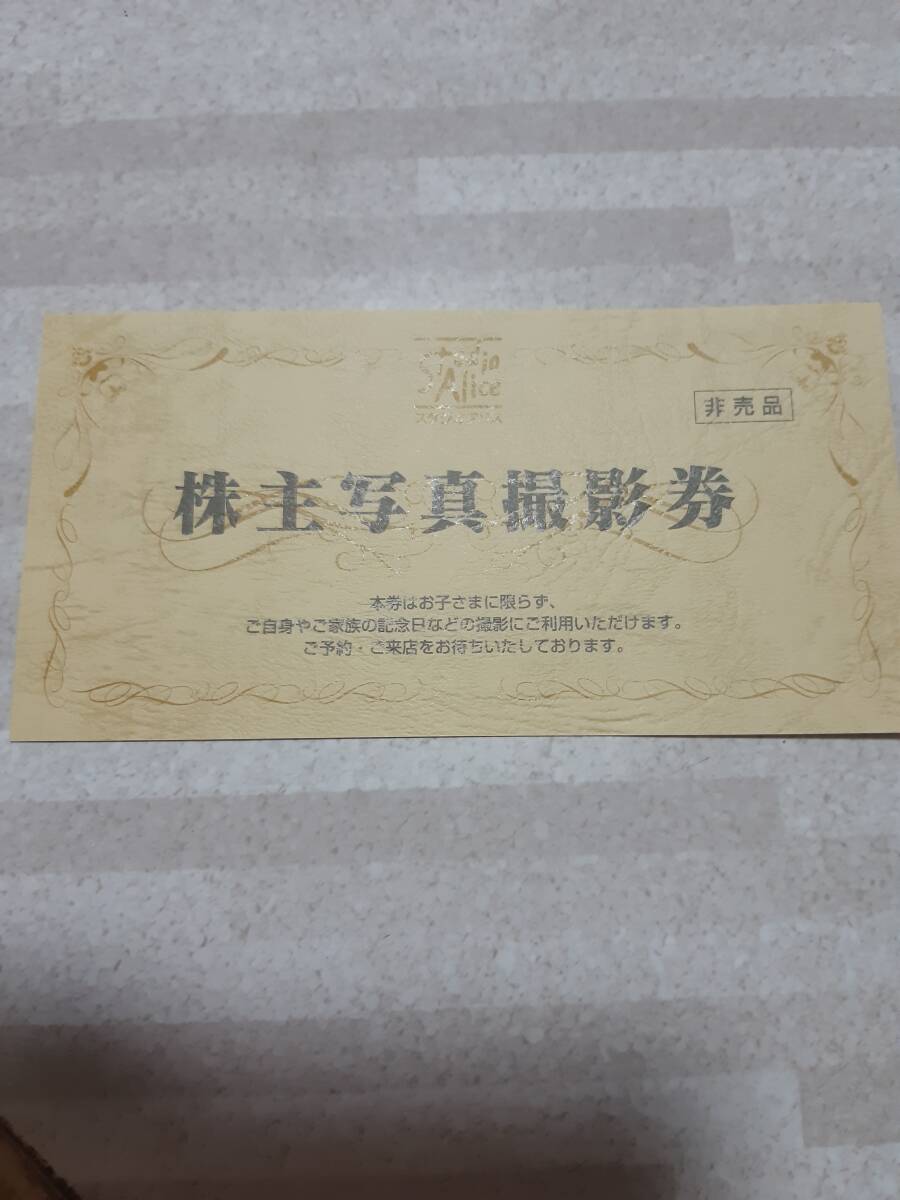 Studio
Alice
スタジオアリス
非売品
株主写真撮影券
本券はお子さまに限らず、
ご自身やご家族の記念日などの撮影にご利用いただけます。
ご予約・ご来店をお待ちいたしております。